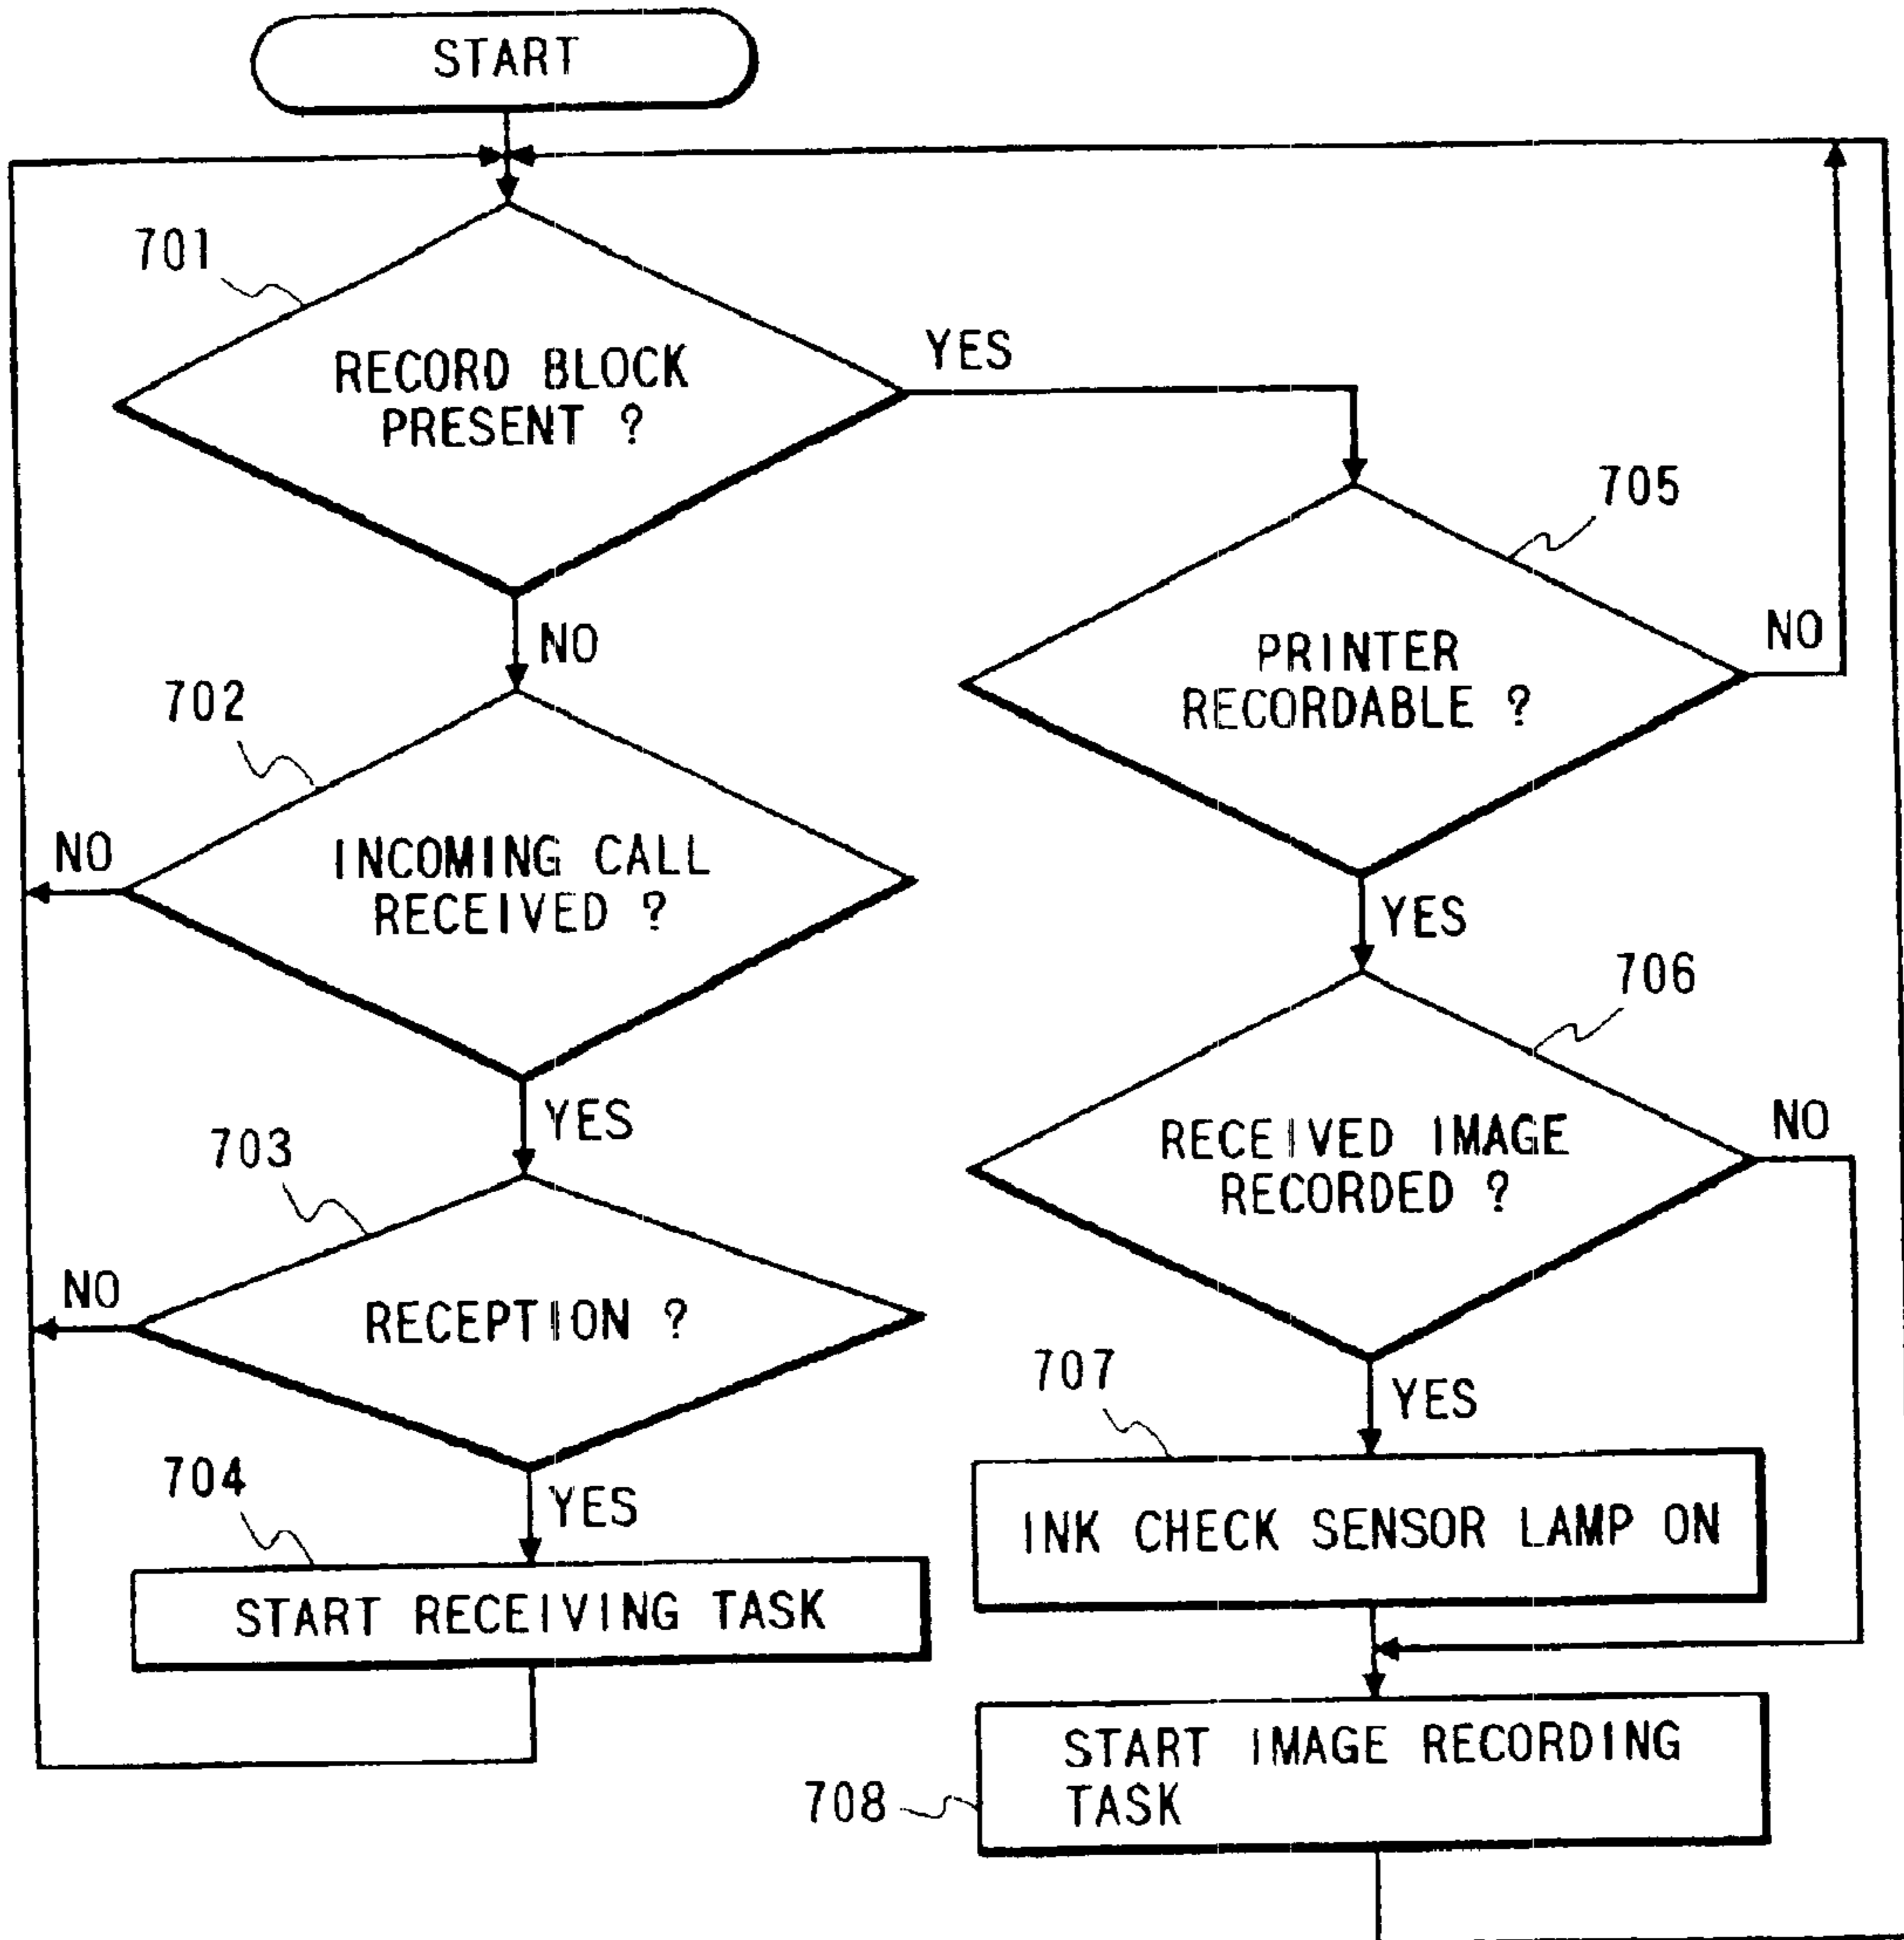 START
701
RECORD BLOCK
PRESENT ?
YES
NO
702
INCOMING CALL
RECEIVED ?
NO
YES
703
RECEPTION ?
NO
YES
704
START RECEIVING TASK
705
PRINTER
RECORDABLE ?
NO
YES
706
RECEIVED IMAGE
RECORDED ?
NO
YES
707
INK CHECK SENSOR LAMP ON
708
START IMAGE RECORDING
TASK